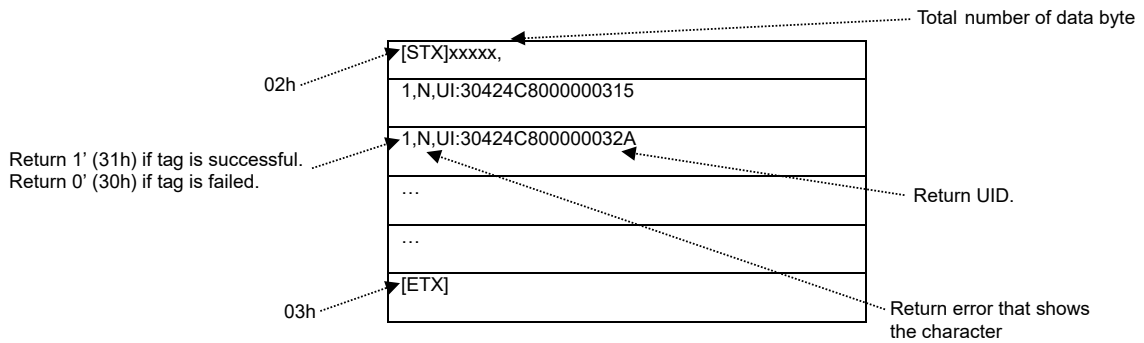 Total number of data byte
[STX]xxxxx,
02h
1,N,UI:30424C8000000315
1,N,UI:30424C800000032A
Return 1’ (31h) if tag is successful.
Return 0’ (30h) if tag is failed.
…
Return UID.
…
[ETX]
03h
Return error that shows
the character